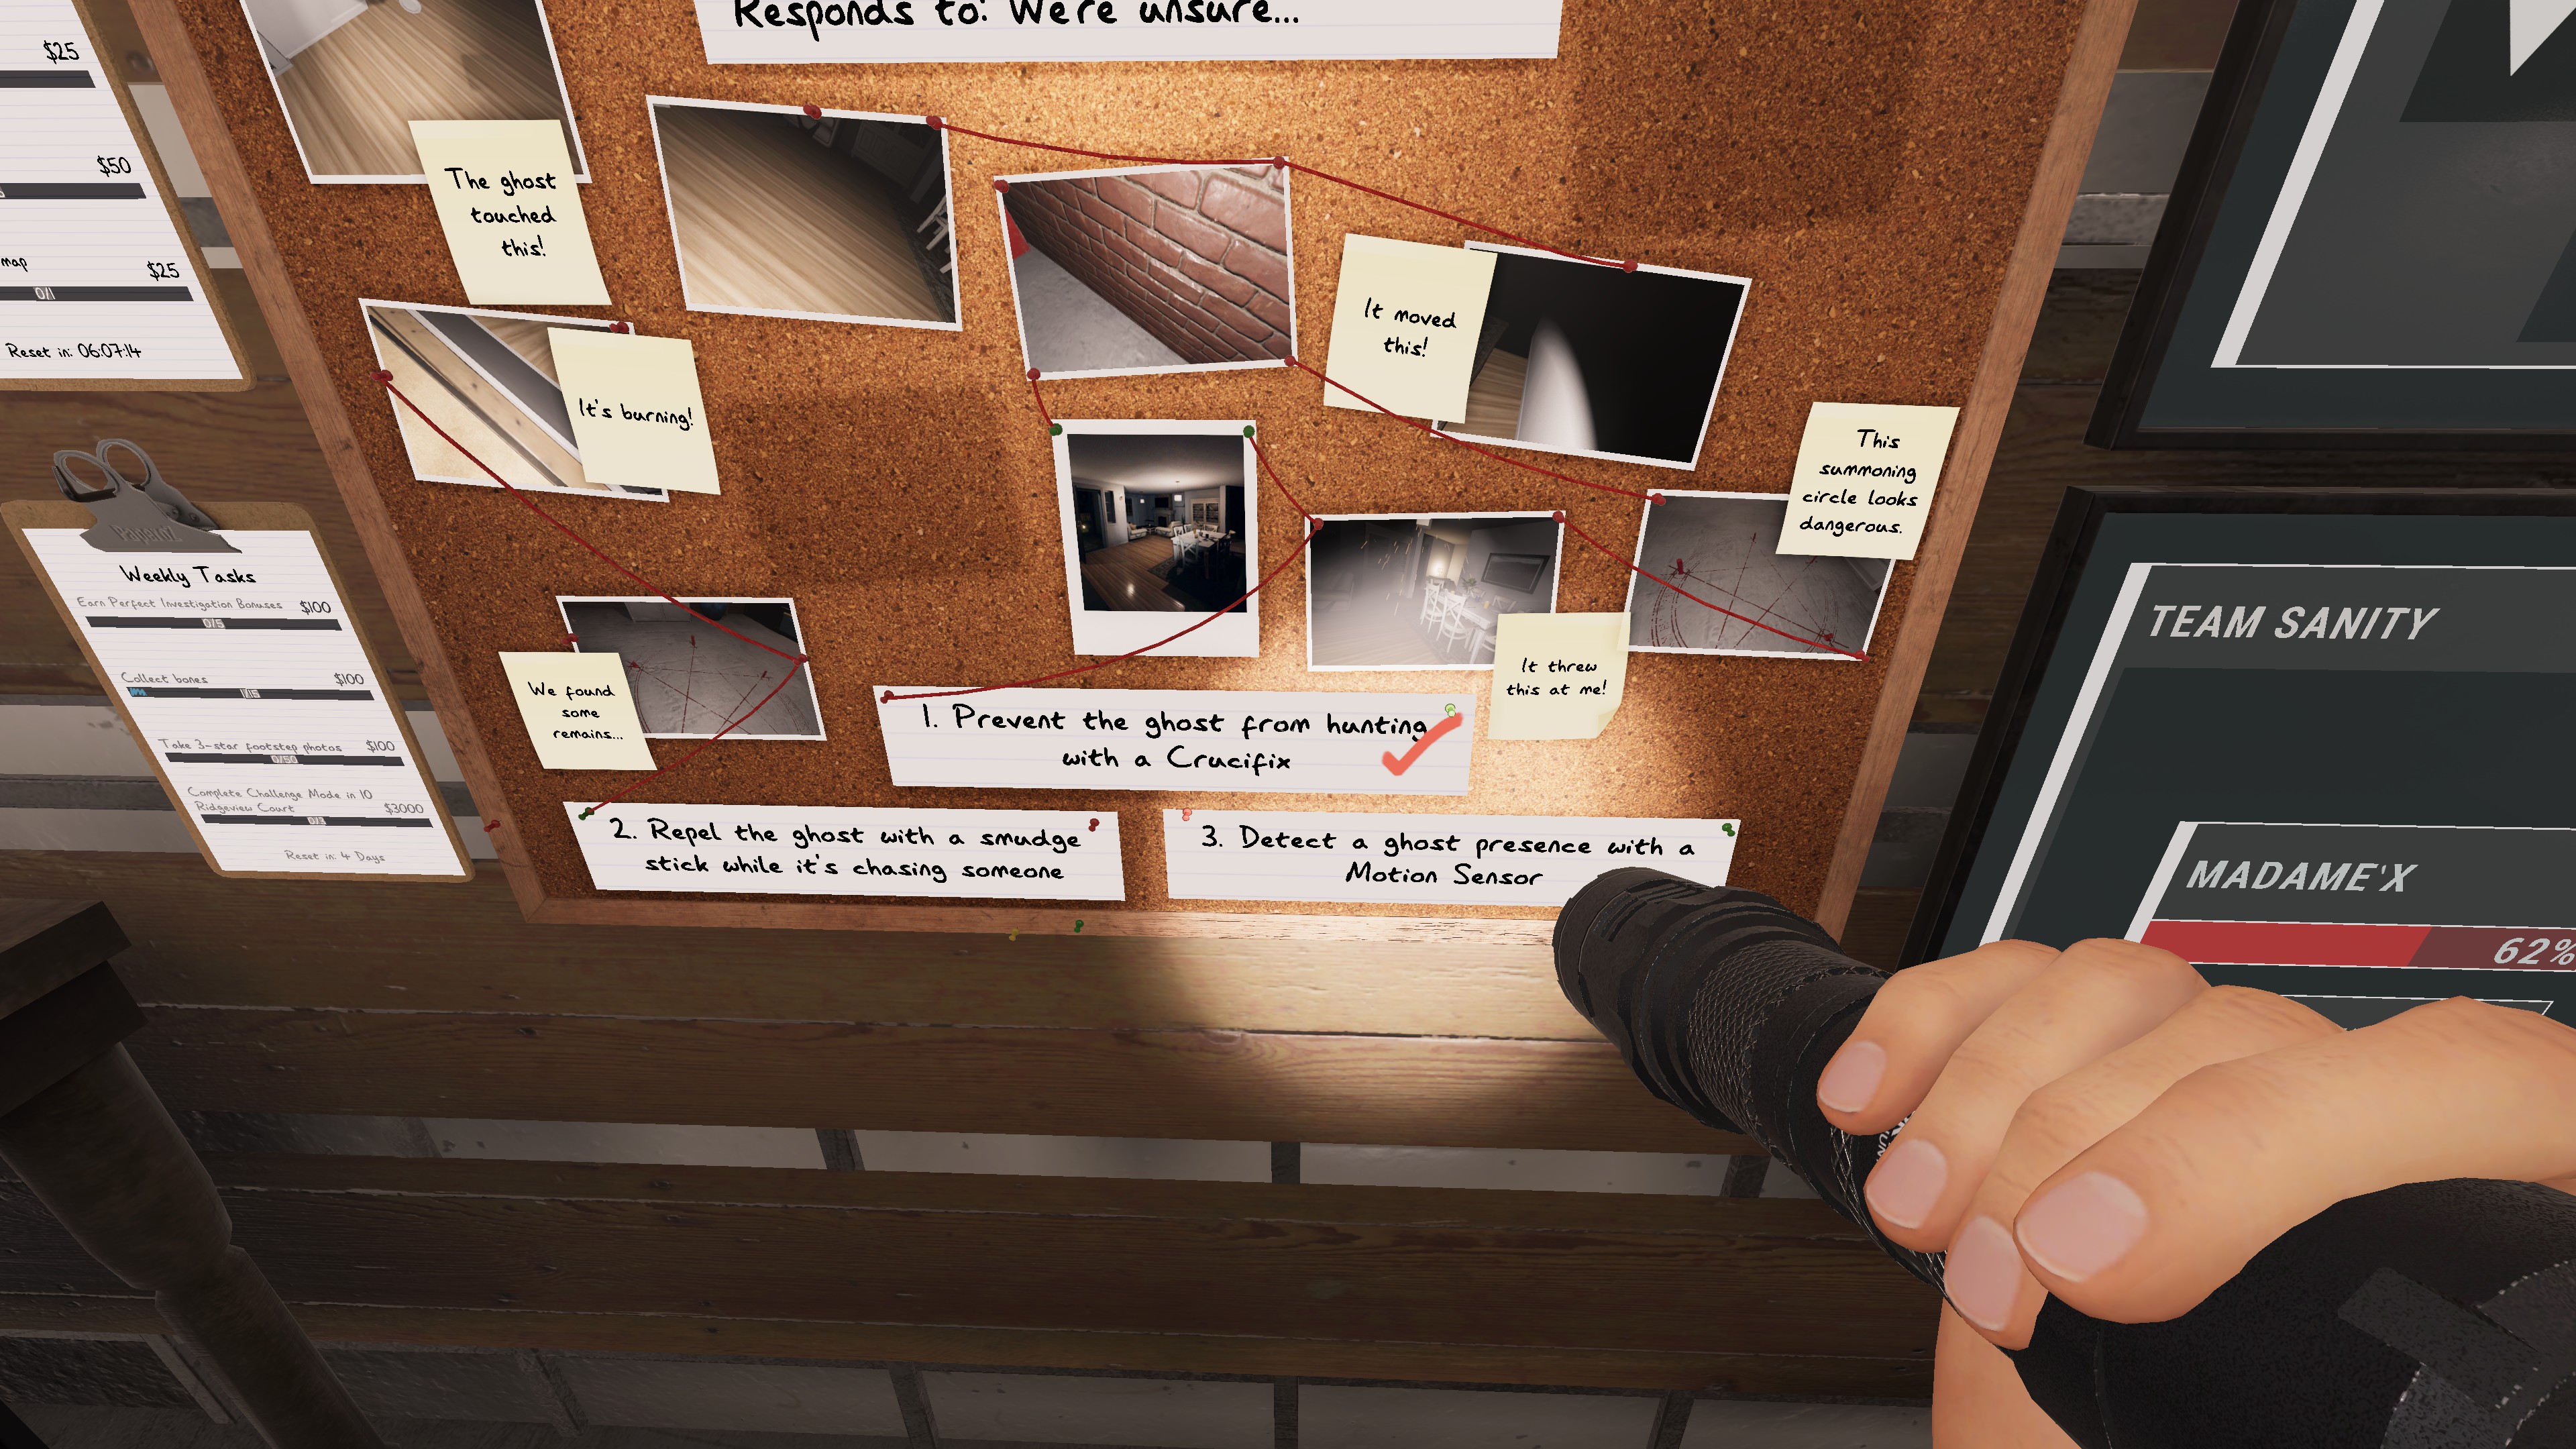 Responds to: We're unsure...
$25
$50
map $25
0/1
Reset in: 06:07:14
The ghost
touched
this!
It's burning!
It moved
this!
This
summoning
circle looks
dangerous.
We found
some
remains...
It threw
this at me!
1. Prevent the ghost from hunting
with a Crucifix
2. Repel the ghost with a smudge
stick while it's chasing someone
3. Detect a ghost presence with a
Motion Sensor
Weekly Tasks
Earn Perfect Investigation Bonuses $100
0/5
Collect bones $100
1/15
Take 3-star footstep photos $100
0/50
Complete Challenge Mode in 10
Ridgeview Court $3000
Reset in: 4 Days
TEAM SANITY
MADAME'X
62%